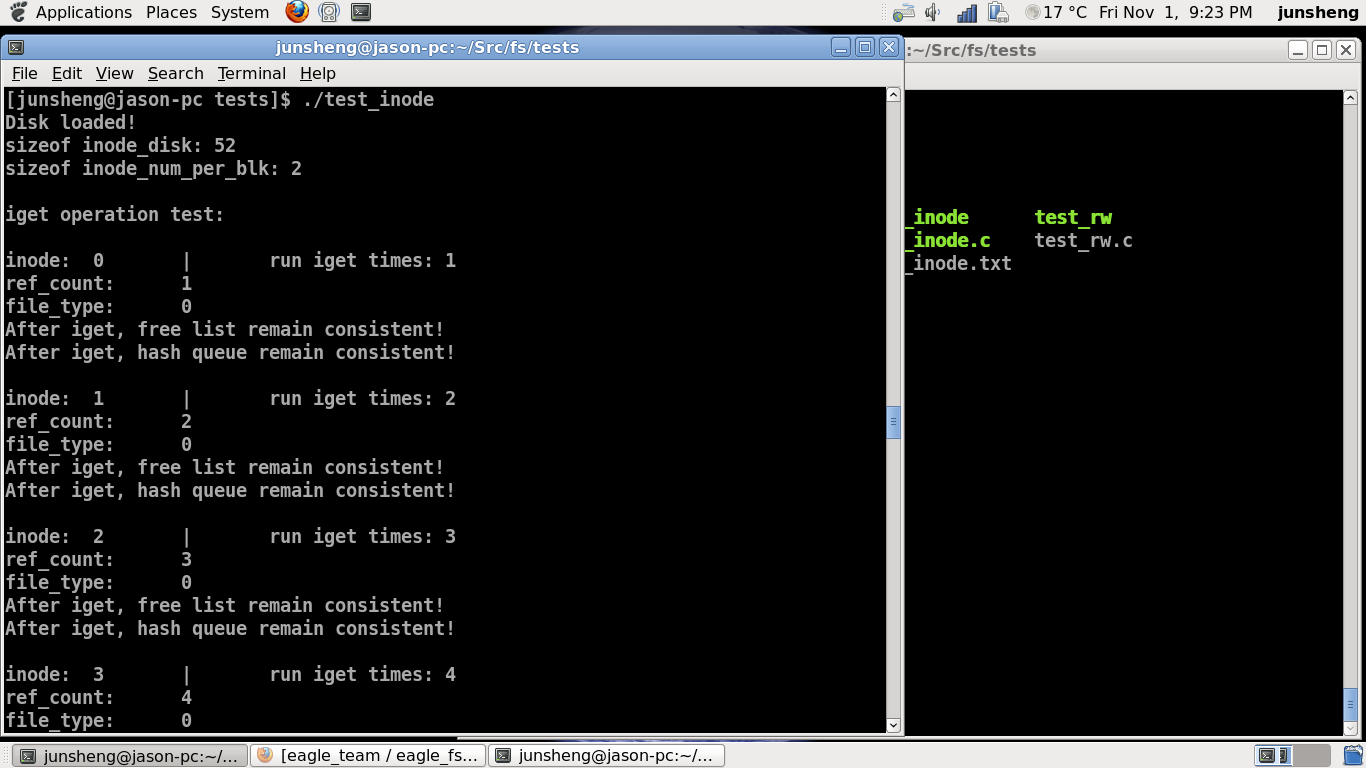 Applications Places System 17 °C Fri Nov 1, 9:23 PM junsheng
junsheng@jason-pc:~/Src/fs/tests
:~/Src/fs/tests
File Edit View Search Terminal Help
[junsheng@jason-pc tests]$ ./test_inode
Disk loaded!
sizeof inode_disk: 52
sizeof inode_num_per_blk: 2
iget operation test:
inode: 0 | run iget times: 1
ref_count: 1
file_type: 0
After iget, free list remain consistent!
After iget, hash queue remain consistent!
inode: 1 | run iget times: 2
ref_count: 2
file_type: 0
After iget, free list remain consistent!
After iget, hash queue remain consistent!
inode: 2 | run iget times: 3
ref_count: 3
file_type: 0
After iget, free list remain consistent!
After iget, hash queue remain consistent!
inode: 3 | run iget times: 4
ref_count: 4
file_type: 0
_inode test_rw
_inode.c test_rw.c
_inode.txt
junsheng@jason-pc:~/... [eagle_team / eagle_fs... junsheng@jason-pc:~/...